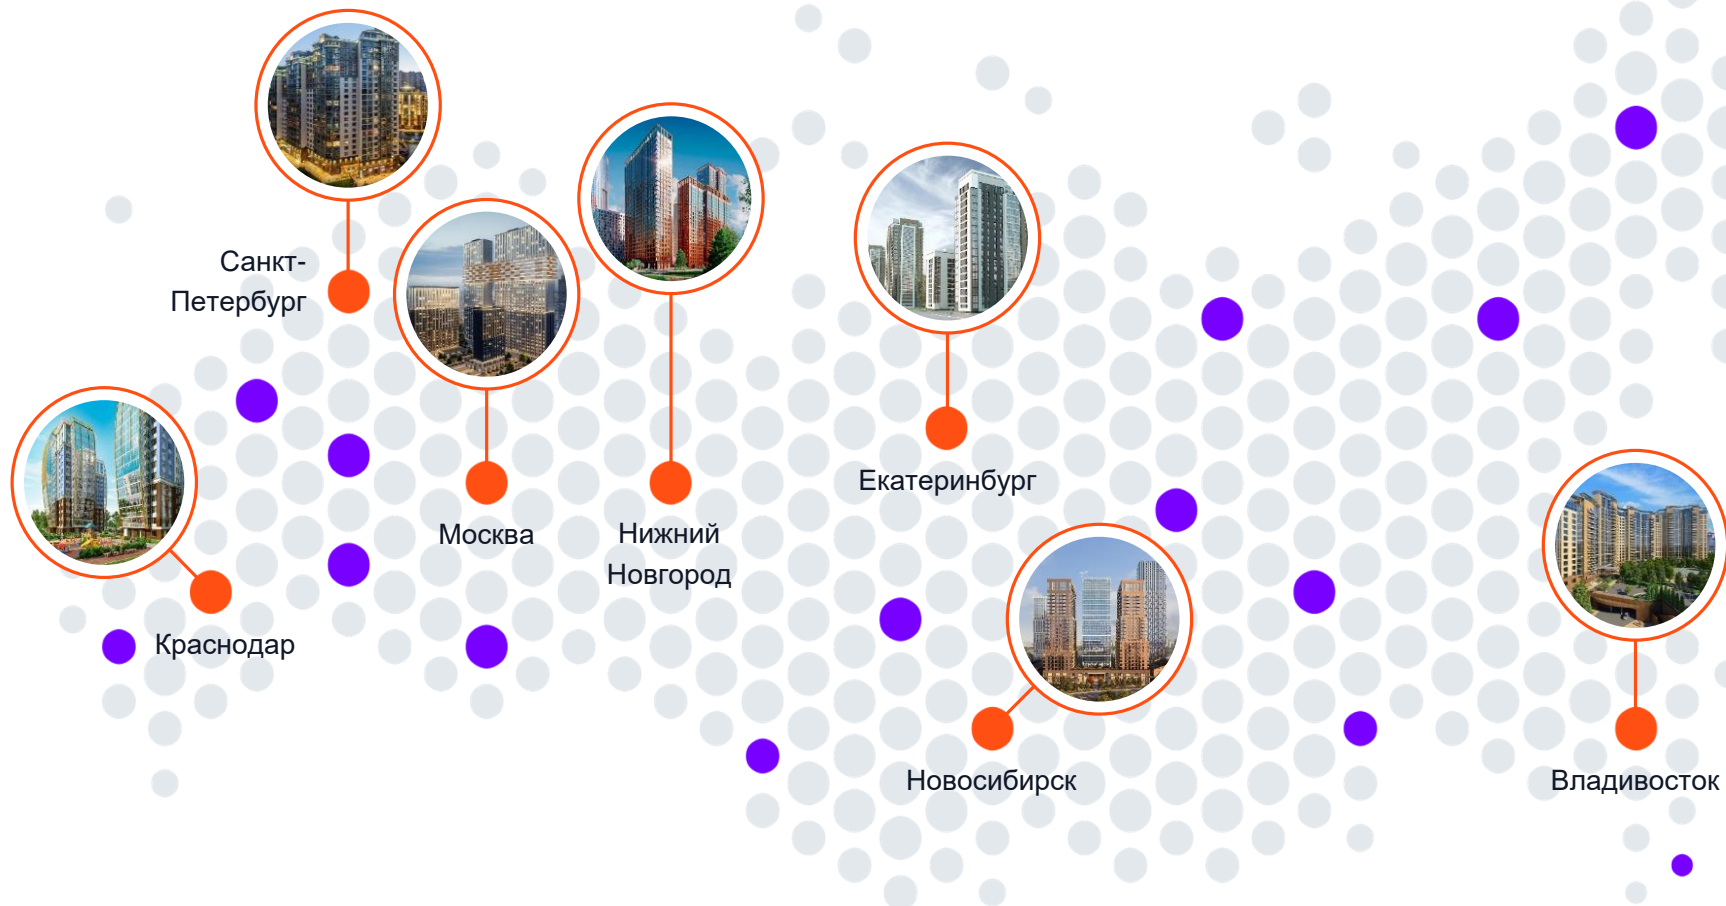 Санкт-
Петербург
Москва
Нижний
Новгород
Екатеринбург
Краснодар
Новосибирск
Владивосток